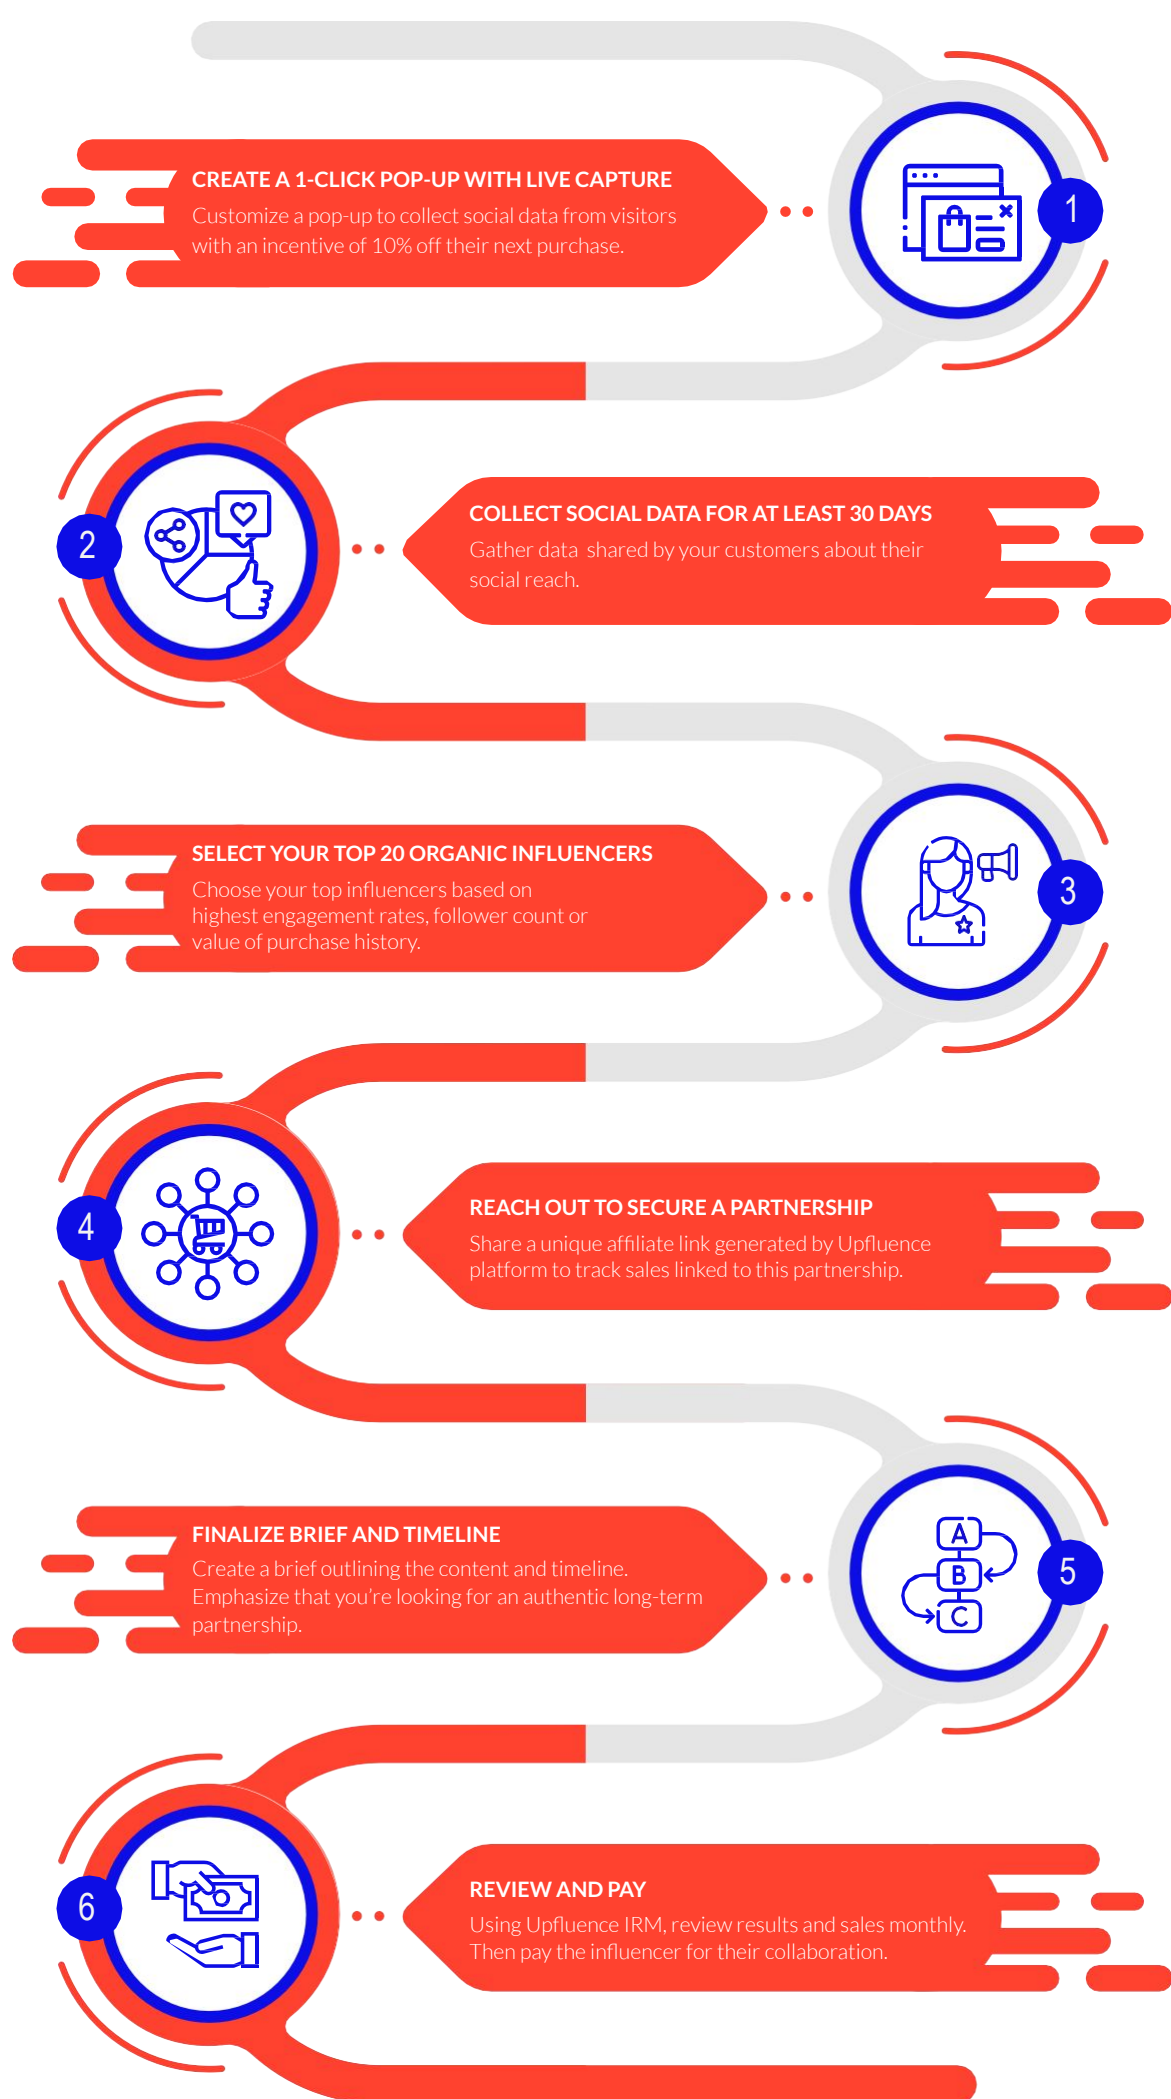 CREATE A 1-CLICK POP-UP WITH LIVE CAPTURE
Customize a pop-up to collect social data from visitors
with an incentive of 10% off their next purchase.
1
COLLECT SOCIAL DATA FOR AT LEAST 30 DAYS
2
Gather data  shared by your customers about their
social reach.
SELECT YOUR TOP 20 ORGANIC INFLUENCERS
Choose your top influencers based on
highest engagement rates, follower count or
value of purchase history.
3
REACH OUT TO SECURE A PARTNERSHIP
4
Share a unique affiliate link generated by Upfluence
platform to track sales linked to this partnership.
FINALIZE BRIEF AND TIMELINE
Create a brief outlining the content and timeline.
Emphasize that you’re looking for an authentic long-term
partnership.
A
B
C
5
REVIEW AND PAY
6
Using Upfluence IRM, review results and sales monthly.
Then pay the influencer for their collaboration.